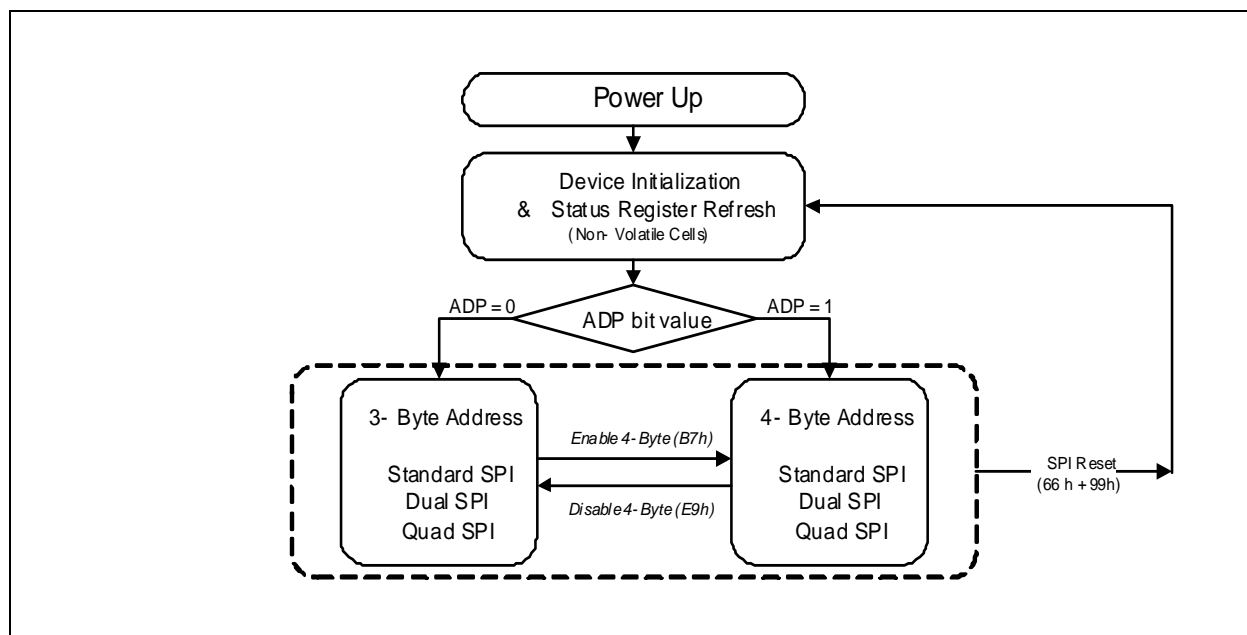 Power Up
Device Initialization
& Status Register Refresh
(Non- Volatile Cells)
ADP = 0
ADP bit value
ADP = 1
3- Byte Address
Standard SPI
Dual SPI
Quad SPI
Enable 4- Byte (B7h)
Disable 4- Byte (E9h)
4- Byte Address
Standard SPI
Dual SPI
Quad SPI
SPI Reset
(66 h + 99h)